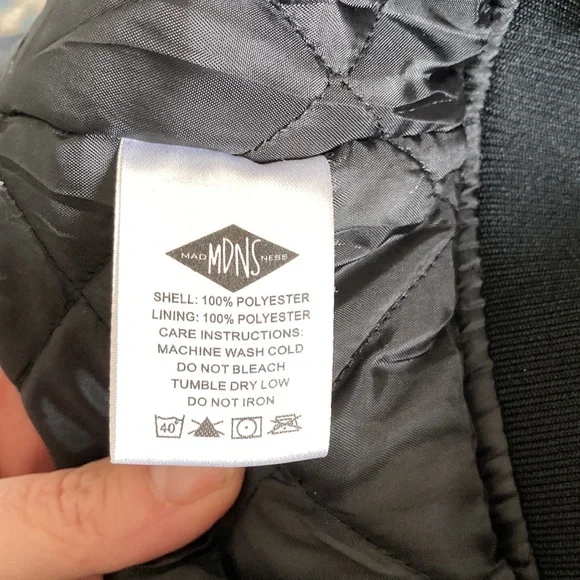 MAD MDNS NESS
SHELL: 100% POLYESTER
LINING: 100% POLYESTER
CARE INSTRUCTIONS:
MACHINE WASH COLD
DO NOT BLEACH
TUMBLE DRY LOW
DO NOT IRON
40°